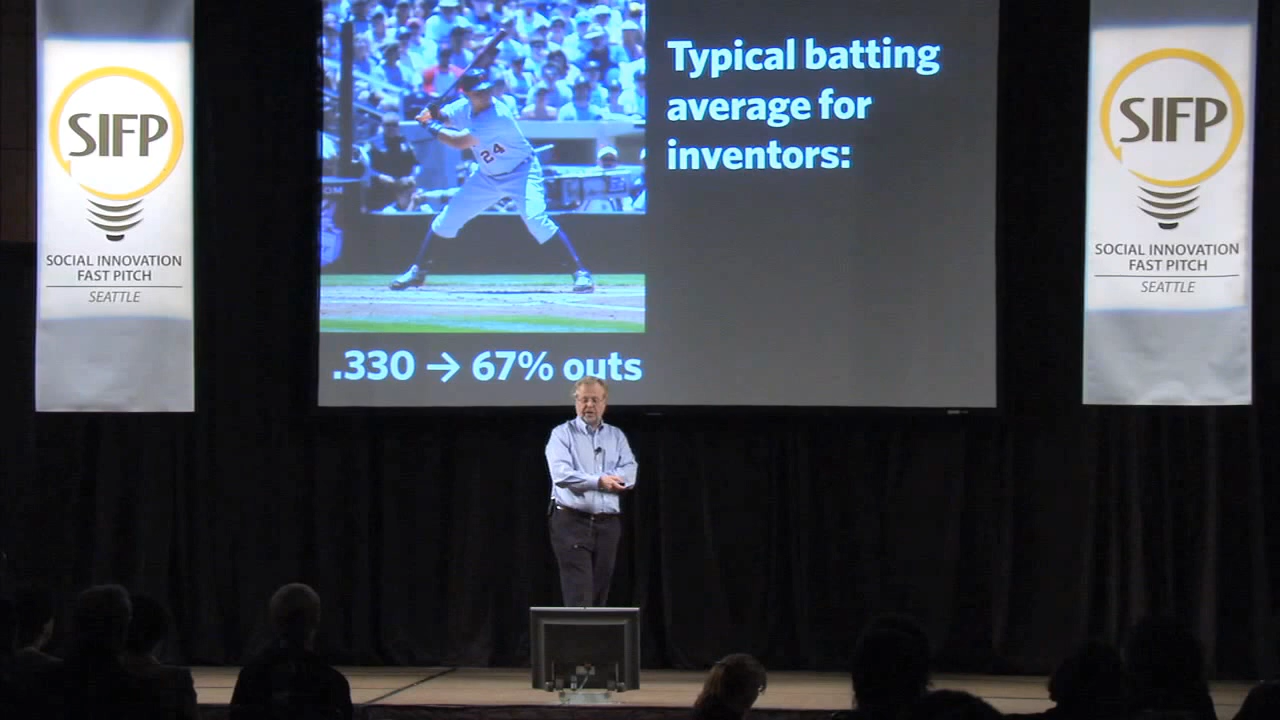 SIFP
SOCIAL INNOVATION
FAST PITCH
SEATTLE
24
.330 → 67% outs
Typical batting
average for
inventors:
SIFP
SOCIAL INNOVATION
FAST PITCH
SEATTLE